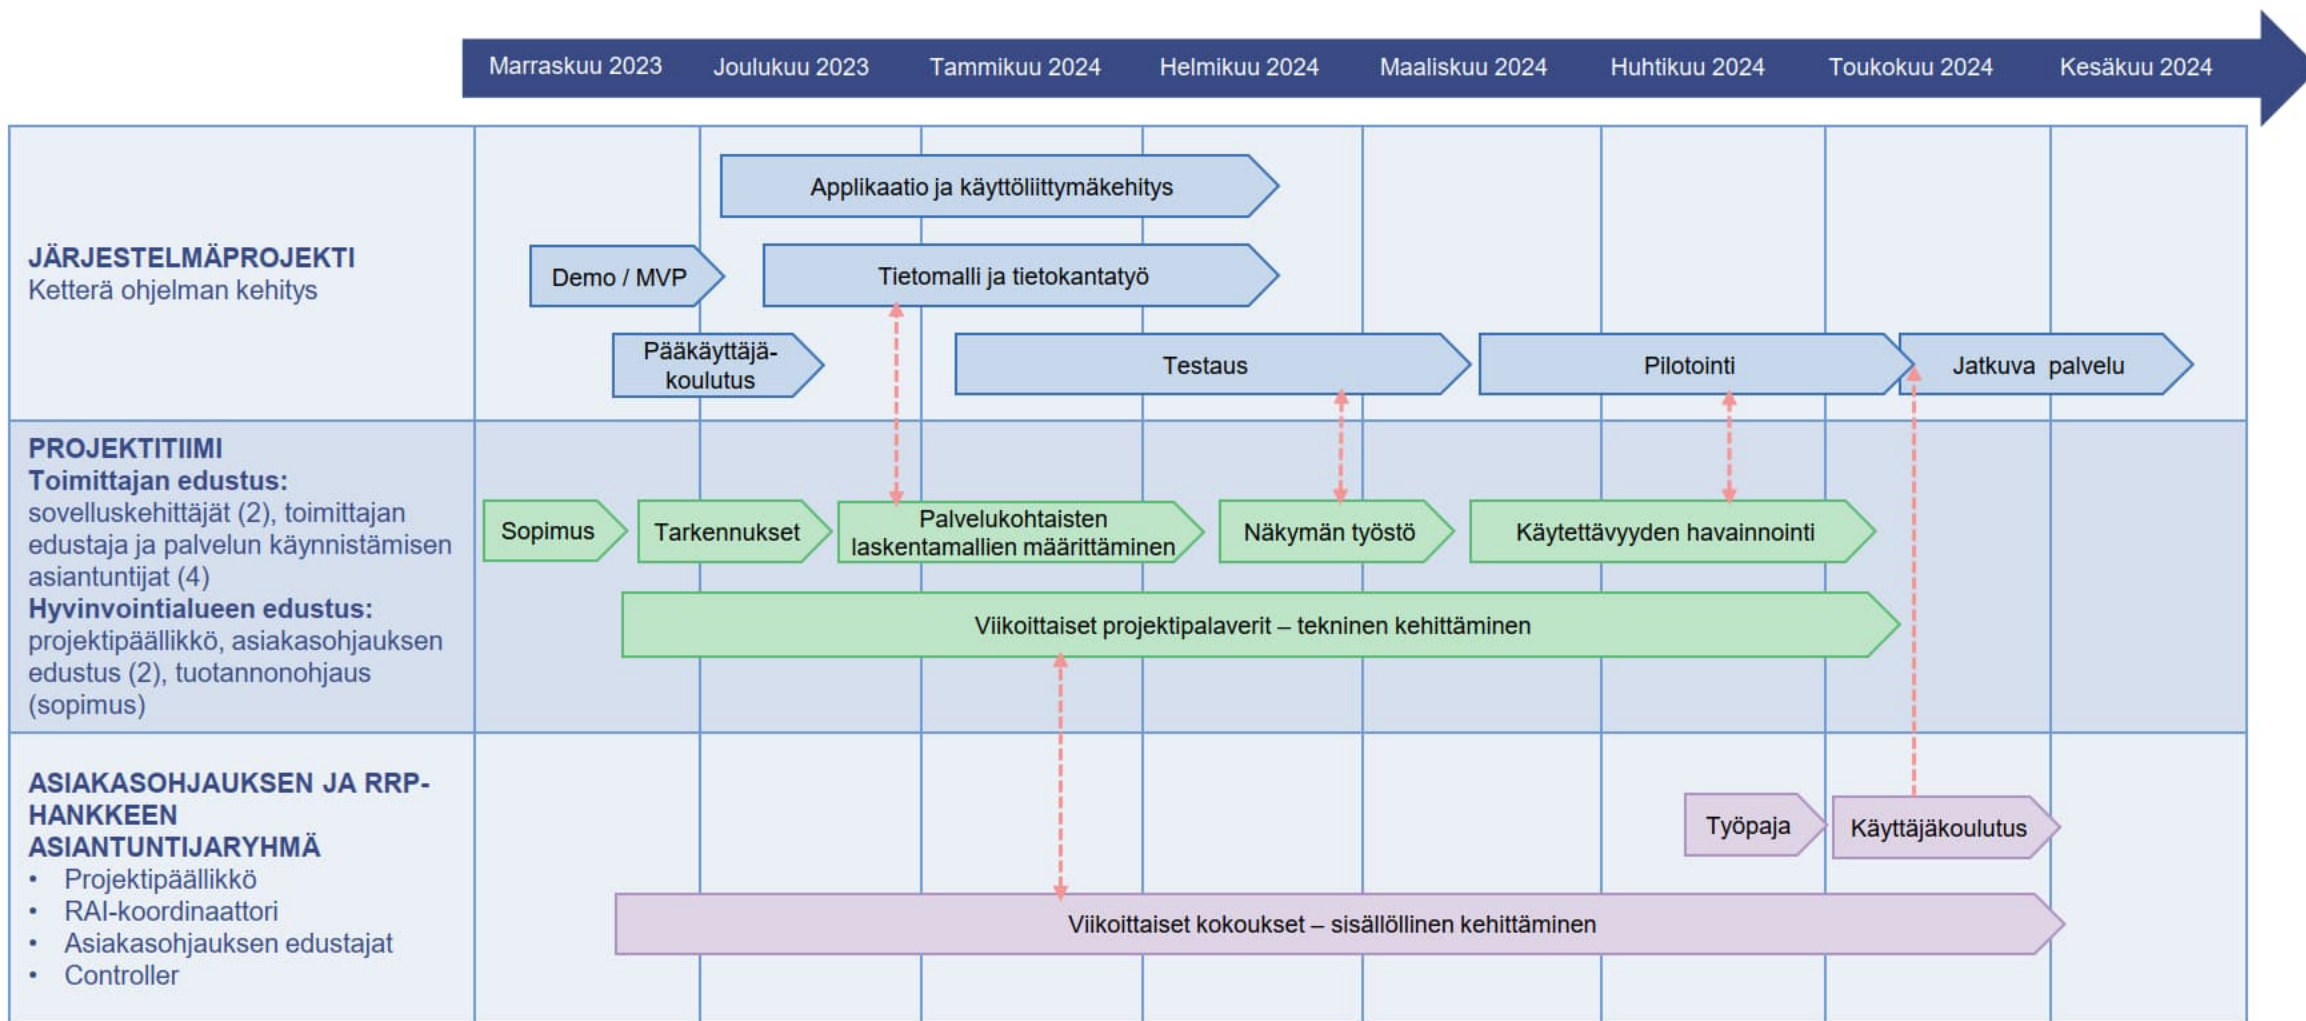 Marraskuu 2023 Joulukuu 2023 Tammikuu 2024 Helmikuu 2024 Maaliskuu 2024 Huhtikuu 2024 Toukokuu 2024 Kesäkuu 2024
JÄRJESTELMÄPROJEKTI
Ketterä ohjelman kehitys
Applikaatio ja käyttöliittymäkehitys
Demo / MVP
Tietomalli ja tietokantatyö
Pääkäyttäjä-
koulutus
Testaus
Pilotointi
Jatkuva palvelu
PROJEKTITIIMI
Toimittajan edustus:
sovelluskehittäjät (2), toimittajan
edustaja ja palvelun käynnistämisen
asiantuntijat (4)
Hyvinvointialueen edustus:
projektipäällikkö, asiakasohjauksen
edustus (2), tuotannonohjaus
(sopimus)
Sopimus
Tarkennukset
Palvelukohtaisten
laskentamallien määrittäminen
Näkymän työstö
Käytettävyyden havainnointi
Viikoittaiset projektipalaverit – tekninen kehittäminen
ASIAKASOHJAUKSEN JA RRP-
HANKKEEN
ASIANTUNTIJARYHMÄ
• Projektipäällikkö
• RAI-koordinaattori
• Asiakasohjauksen edustajat
• Controller
Työpaja
Käyttäjäkoulutus
Viikoittaiset kokoukset – sisällöllinen kehittäminen